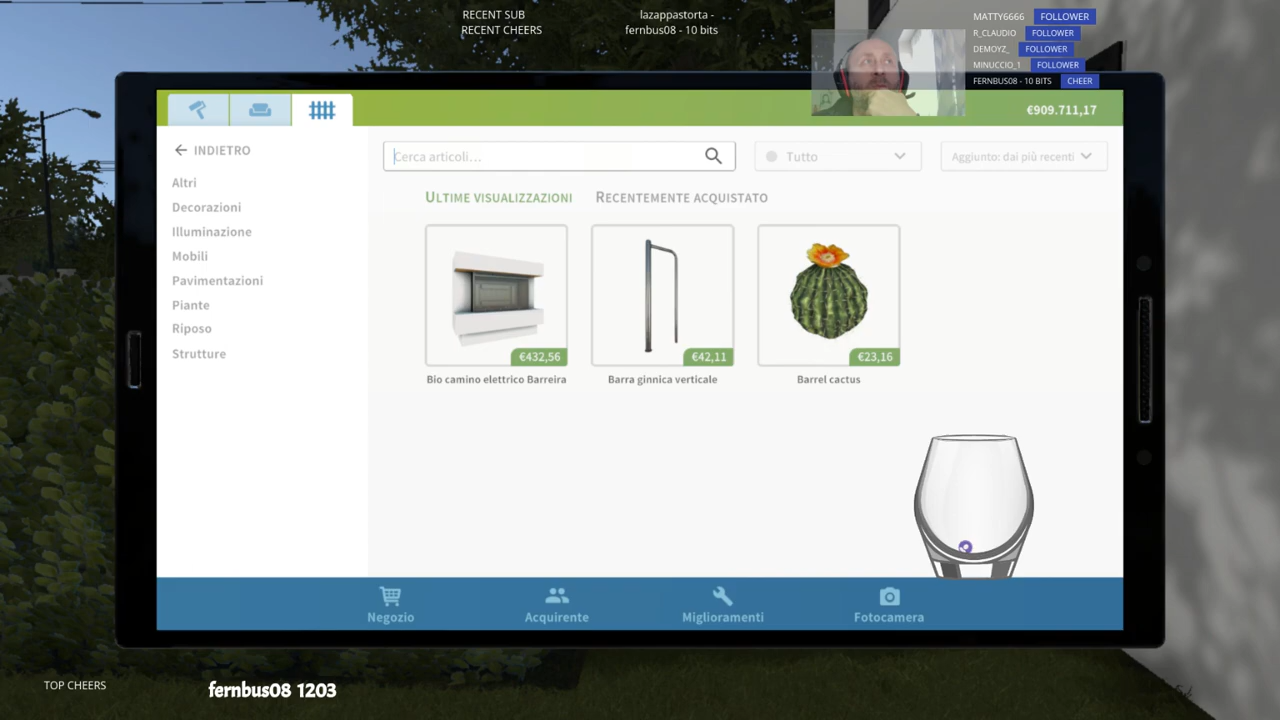 RECENT SUB
lazappastorta -
RECENT CHEERS
fernbus08 - 10 bits
MATTY6666 FOLLOWER
R_CLAUDIO FOLLOWER
DEMOYZ_ FOLLOWER
MINUCCIO_1 FOLLOWER
FERNBUS08 - 10 BITS CHEER
€909.711,17
INDIETRO
Cerca articoli...
Tutto
Aggiunto: dai più recenti
Altri
Decorazioni
Illuminazione
Mobili
Pavimentazioni
Piante
Riposo
Strutture
ULTIME VISUALIZZAZIONI
RECENTEMENTE ACQUISTATO
€432,56
€42,11
€23,16
Bio camino elettrico Barreira
Barra ginnica verticale
Barrel cactus
Negozio
Acquirente
Miglioramenti
Fotocamera
TOP CHEERS
fernbus08 1203